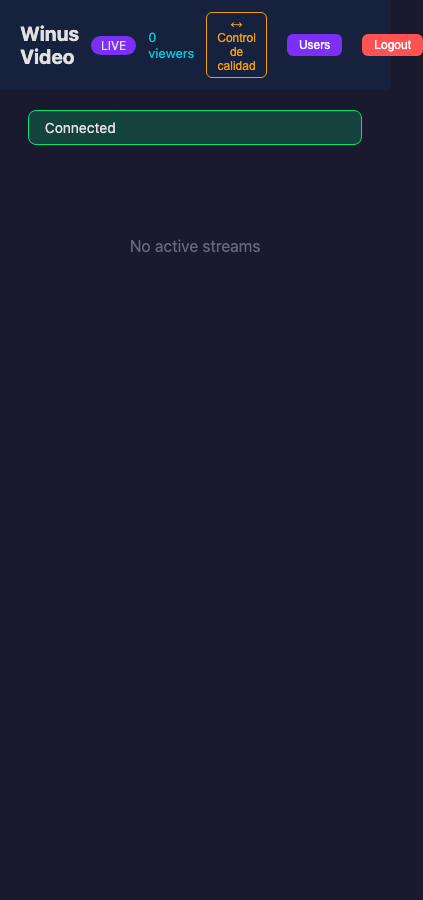 Winus
Video
LIVE
0
viewers
↔
Control
de
calidad
Users
Logout
Connected
No active streams